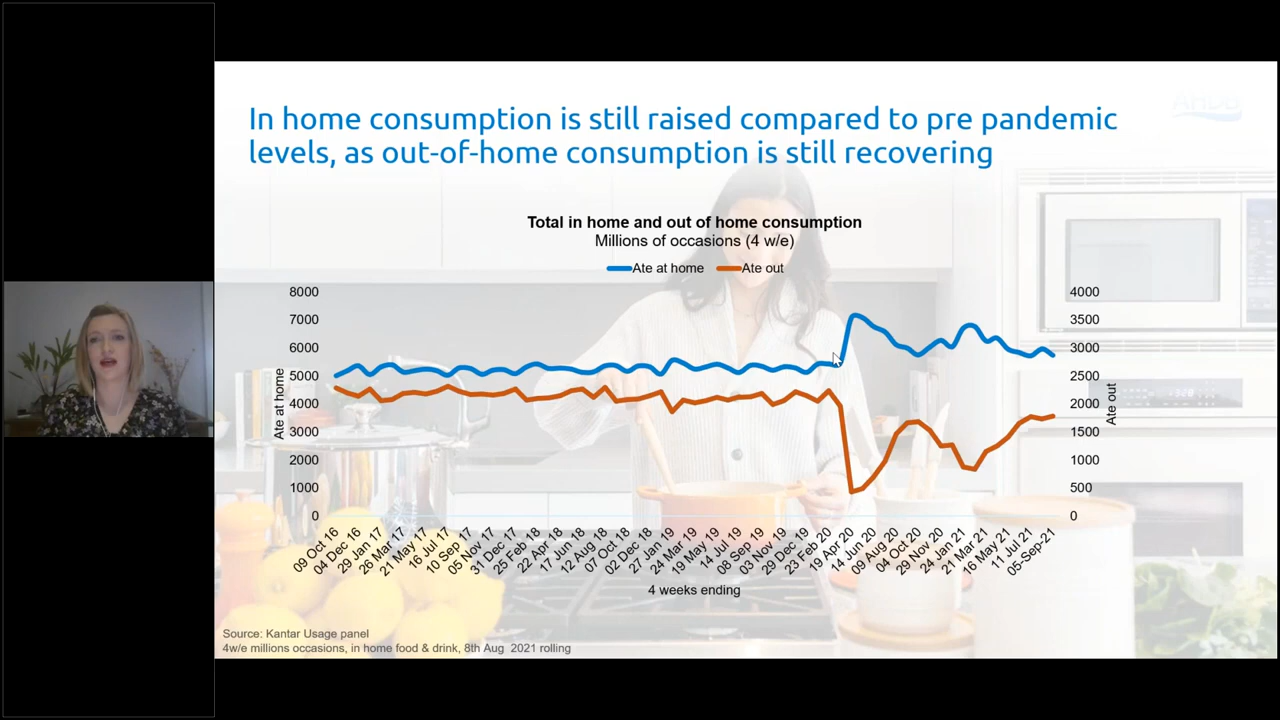 AHDB
In home consumption is still raised compared to pre pandemic
levels, as out-of-home consumption is still recovering
Total in home and out of home consumption
Millions of occasions (4 w/e)
Ate at home
Ate out
8000
7000
6000
5000
4000
3000
2000
1000
0
Ate at home
4000
3500
3000
2500
2000
1500
1000
500
0
Ate out
09 Oct 16
04 Dec 16
29 Jan 17
26 Mar 17
21 May 17
16 Jul 17
10 Sep 17
05 Nov 17
31 Dec 17
25 Feb 18
22 Apr 18
17 Jun 18
12 Aug 18
07 Oct 18
02 Dec 18
27 Jan 19
24 Mar 19
19 May 19
14 Jul 19
08 Sep 19
03 Nov 19
29 Dec 19
23 Feb 20
19 Apr 20
14 Jun 20
09 Aug 20
04 Oct 20
29 Nov 20
24 Jan 21
21 Mar 21
16 May 21
11 Jul 21
05-Sep-21
4 weeks ending
Source: Kantar Usage panel
4w/e millions occasions, in home food & drink, 8th Aug 2021 rolling